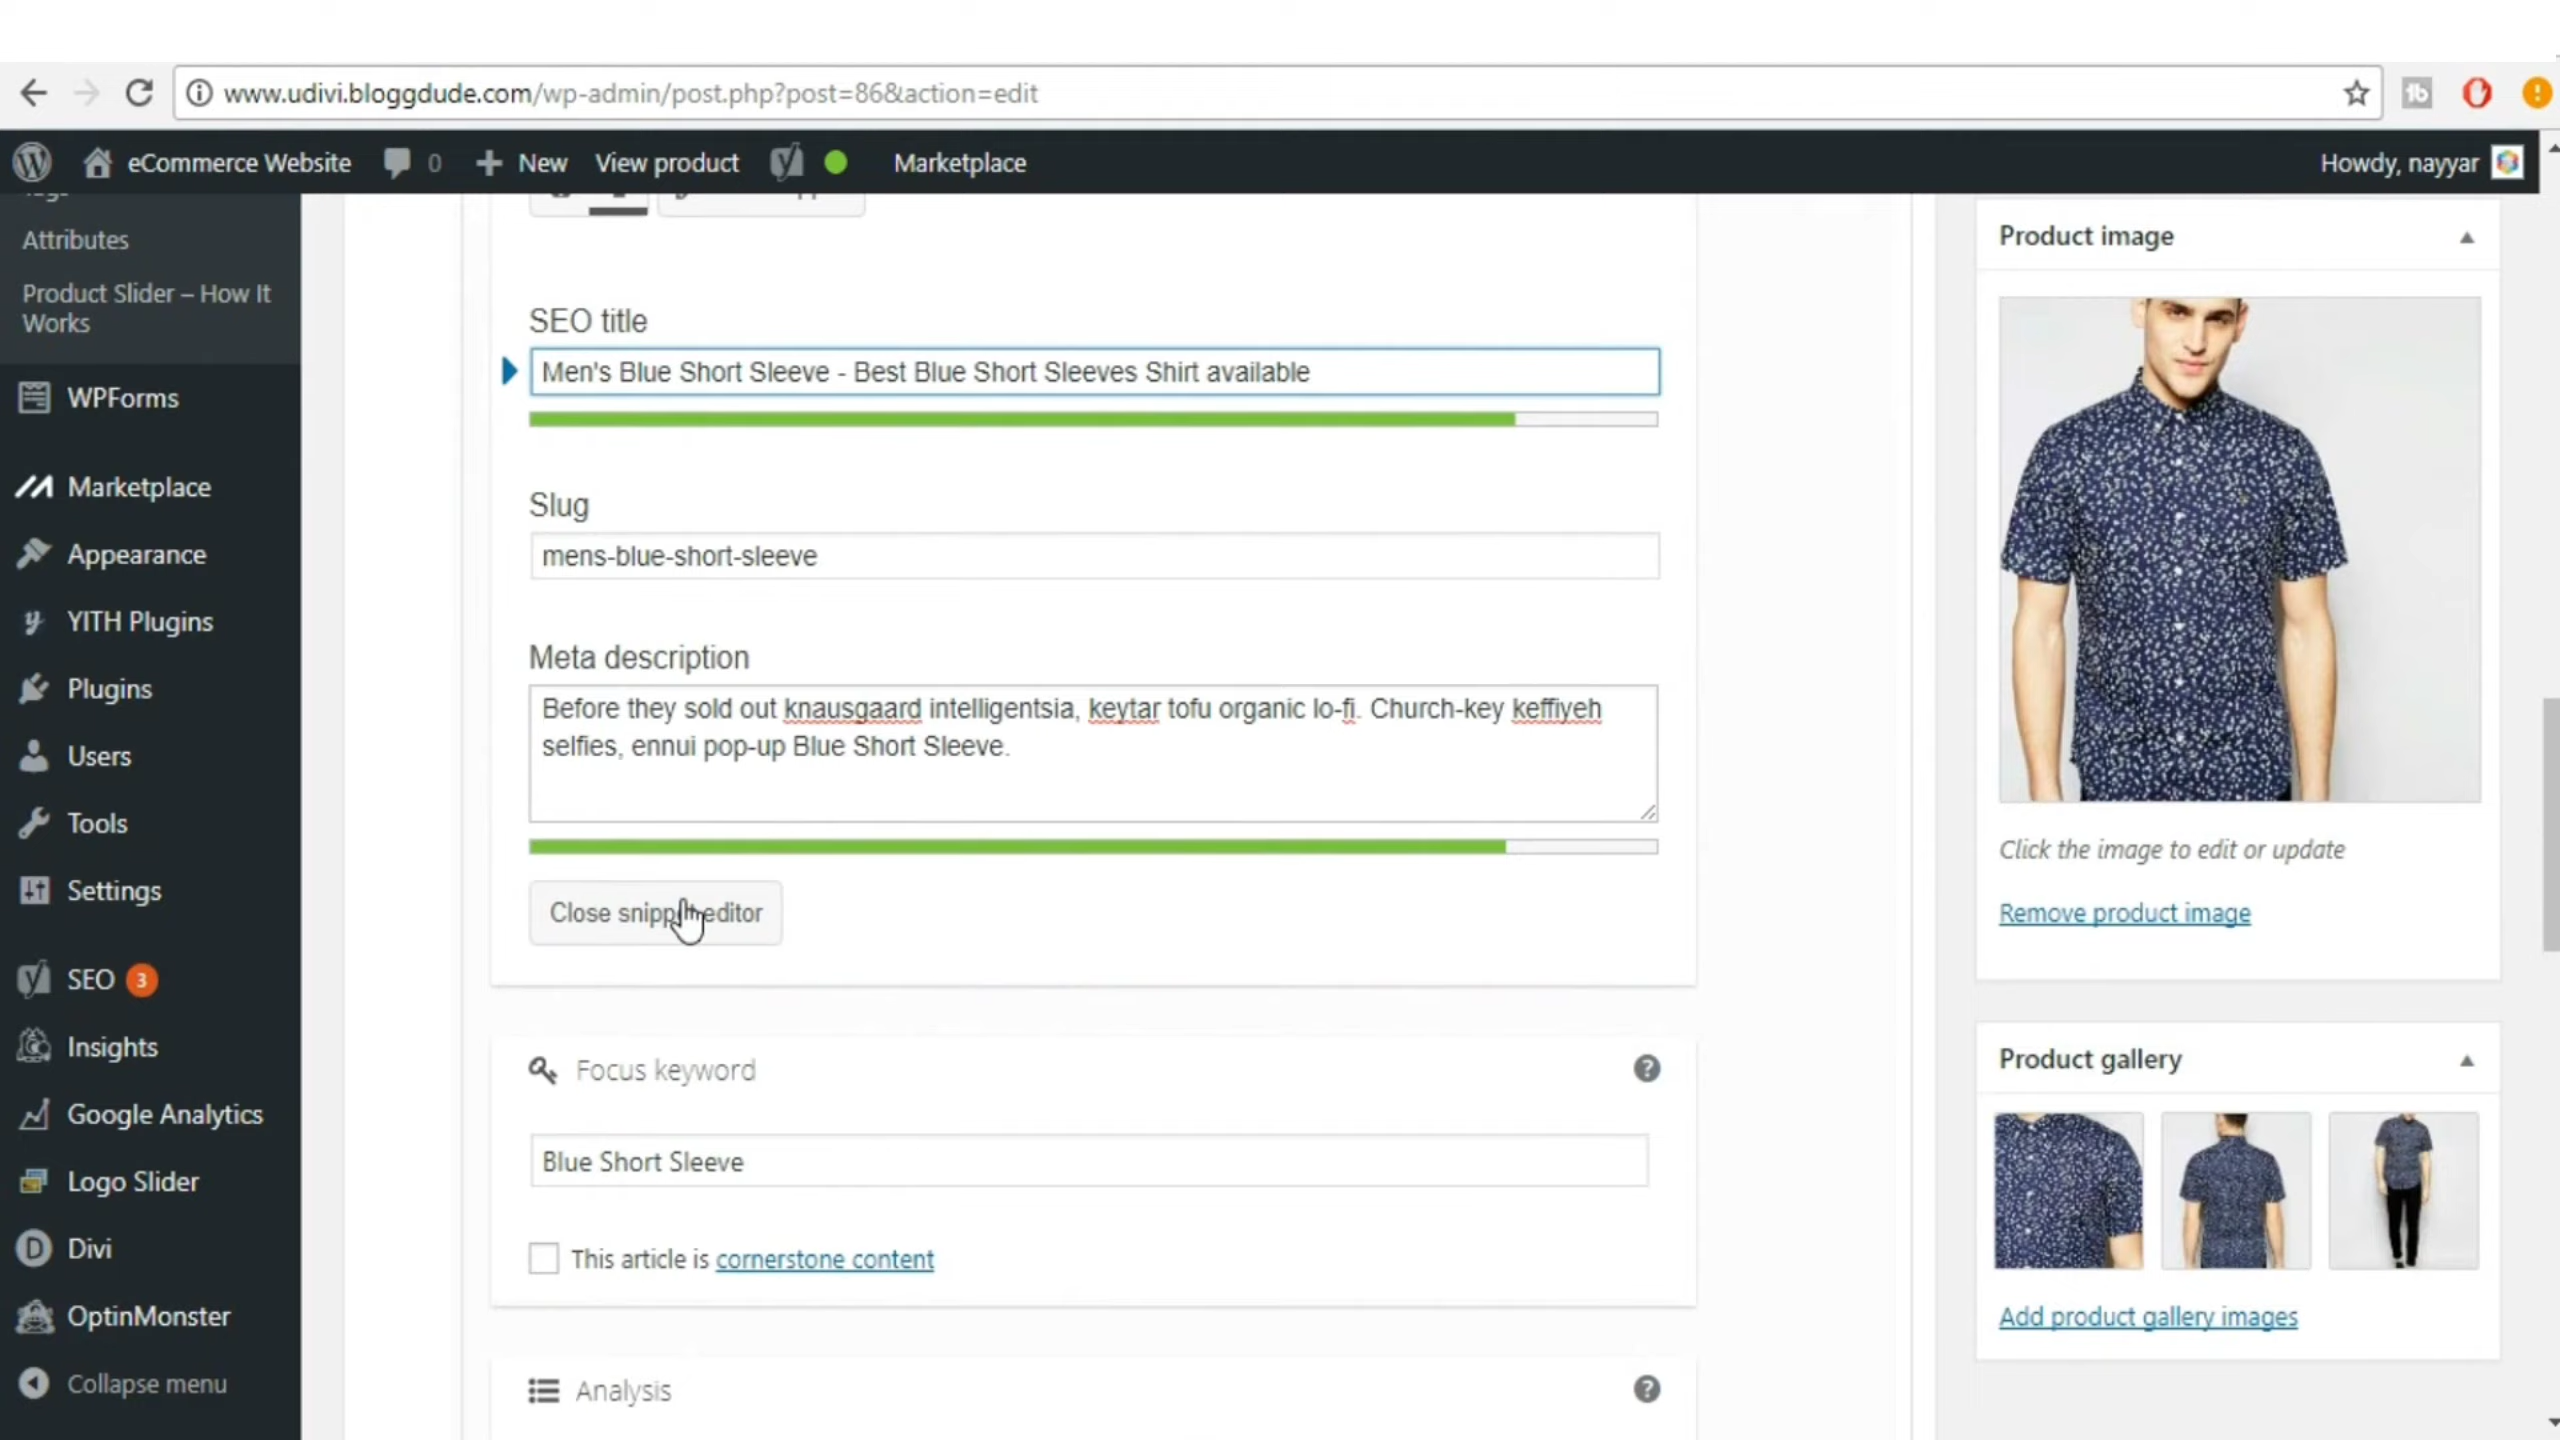 www.udivi.bloggdude.com/wp-admin/post.php?post=86&action=edit
eCommerce Website
0
New
View product
Marketplace
Howdy, nayyar
Attributes
Product Slider – How It
Works
WPForms
Marketplace
Appearance
YITH Plugins
Plugins
Users
Tools
Settings
SEO 3
Insights
Google Analytics
Logo Slider
Divi
OptinMonster
Collapse menu
SEO title
Men's Blue Short Sleeve - Best Blue Short Sleeves Shirt available
Slug
mens-blue-short-sleeve
Meta description
Before they sold out knausgaard intelligentsia, keytar tofu organic lo-fi. Church-key keffiyeh
selfies, ennui pop-up Blue Short Sleeve.
Close snippet editor
Focus keyword
Blue Short Sleeve
This article is cornerstone content
Analysis
Product image
Click the image to edit or update
Remove product image
Product gallery
Add product gallery images